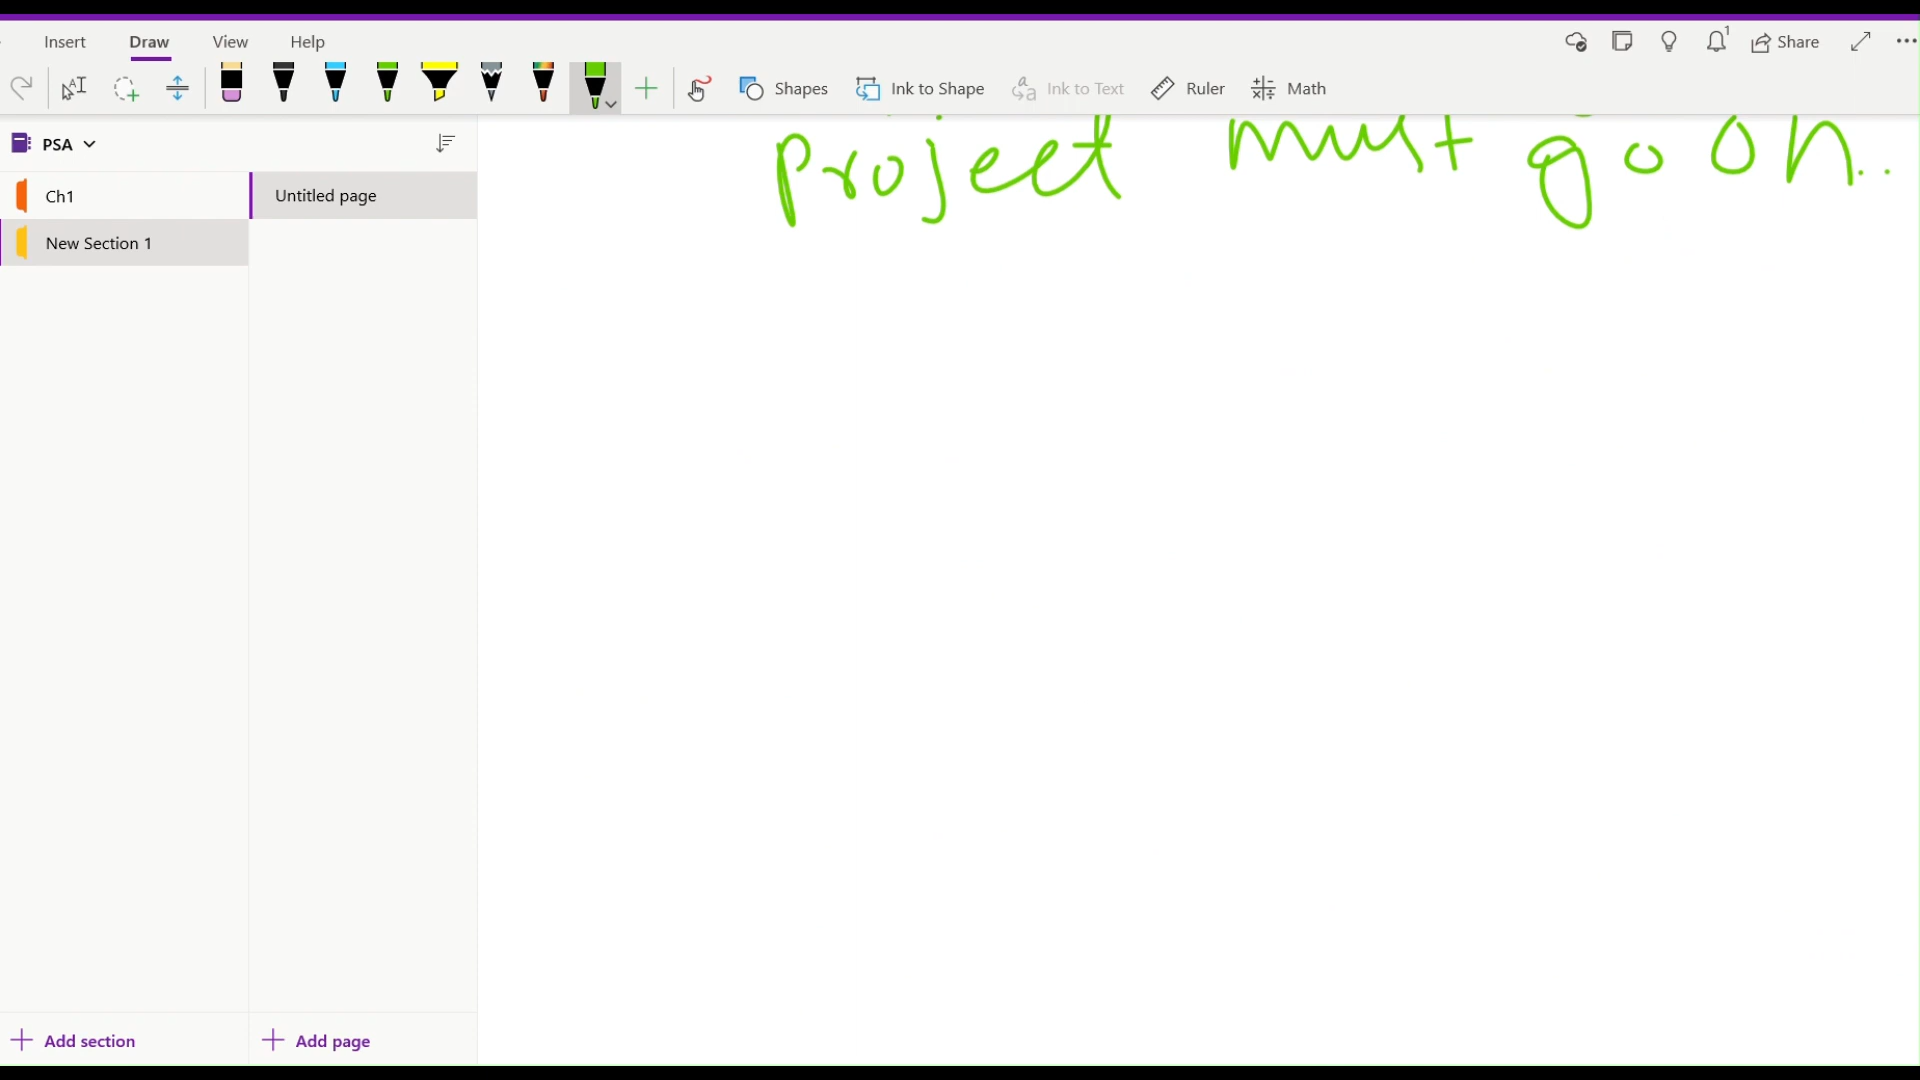 Insert Draw View Help 1 Share
Shapes Ink to Shape Ink to Text Ruler Math
PSA
project must go on..
Ch1 Untitled page
New Section 1
Add section Add page